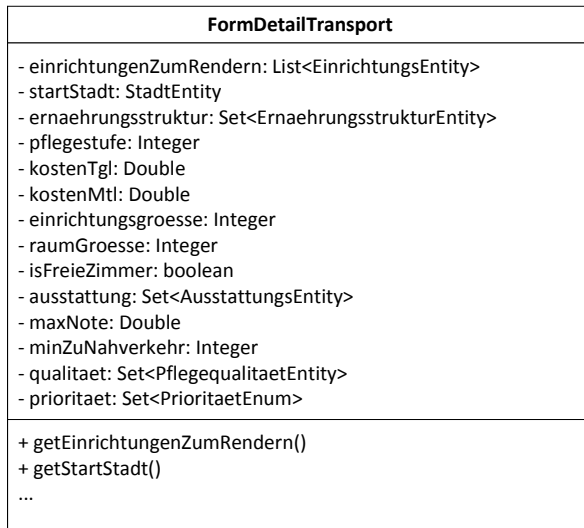 FormDetailTransport
- einrichtungenZumRendern: List<EinrichtungsEntity>
- startStadt: StadtEntity
- ernaehrungsstruktur: Set<ErnaehrungsstrukturEntity>
- pflegestufe: Integer
- kostenTgl: Double
- kostenMtl: Double
- einrichtungsgroesse: Integer
- raumGroesse: Integer
- isFreieZimmer: boolean
- ausstattung: Set<AusstattungsEntity>
- maxNote: Double
- minZuNahverkehr: Integer
- qualitaet: Set<PflegequalitaetEntity>
- prioritaet: Set<PrioritaetEnum>
+ getEinrichtungenZumRendern()
+ getStartStadt()
...